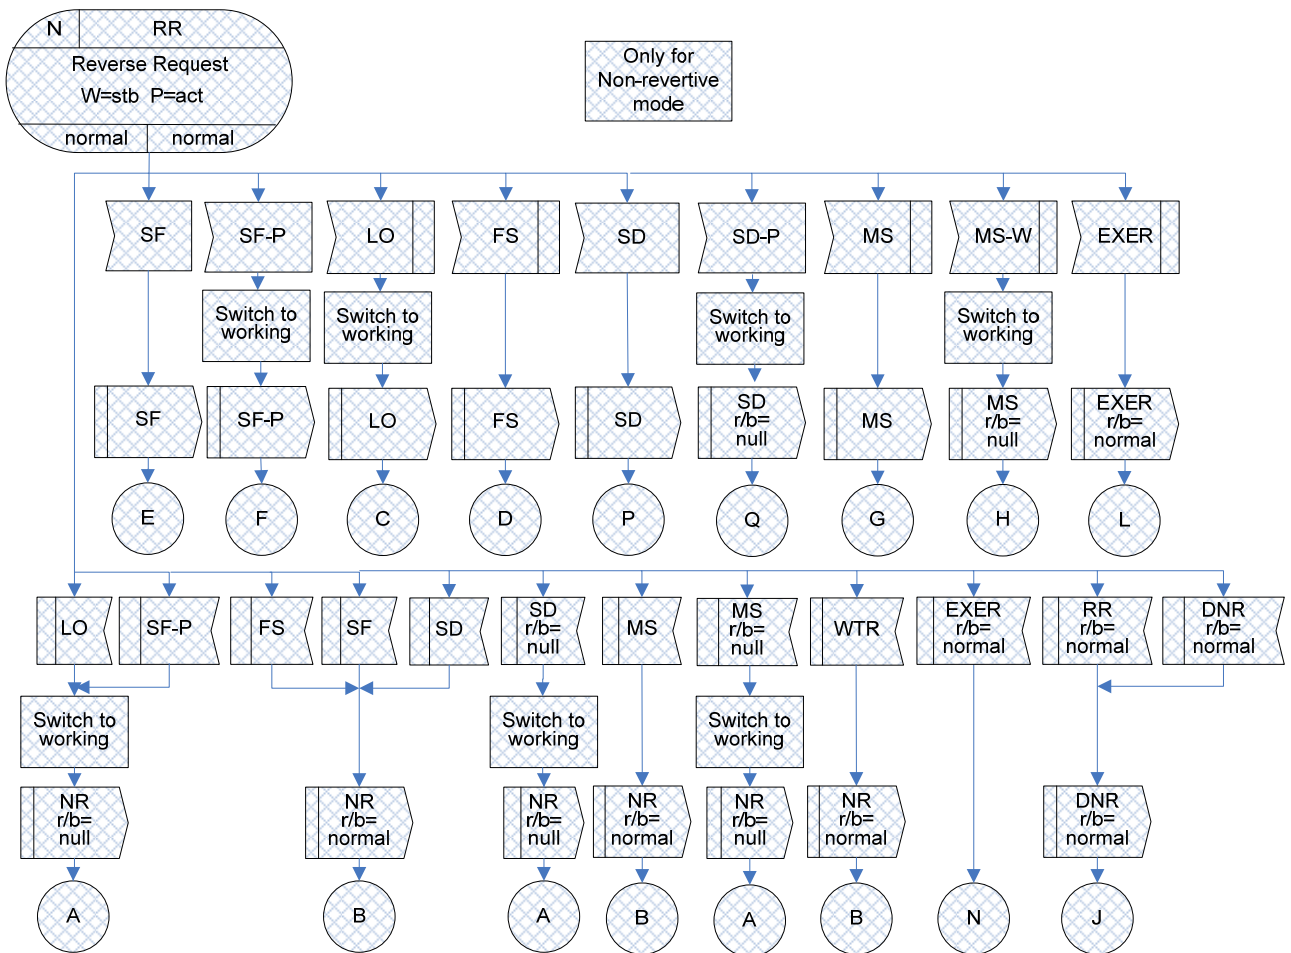 N RR
Reverse Request
W=stb P=act
normal normal
Only for
Non-revertive
mode
SF SF-P LO FS SD SD-P MS MS-W EXER
Switch to
working
Switch to
working
Switch to
working
Switch to
working
SF
SF-P
LO
FS
SD
SD
r/b=
null
MS
MS
r/b=
null
EXER
r/b=
normal
E F C D P Q G H L
LO
SF-P
FS
SF
SD
SD
r/b=
null
MS
MS
r/b=
null
WTR
EXER
r/b=
normal
RR
r/b=
normal
DNR
r/b=
normal
Switch to
working
Switch to
working
Switch to
working
NR
r/b=
null
NR
r/b=
normal
NR
r/b=
null
NR
r/b=
normal
NR
r/b=
null
NR
r/b=
normal
DNR
r/b=
normal
A B A B A B N J